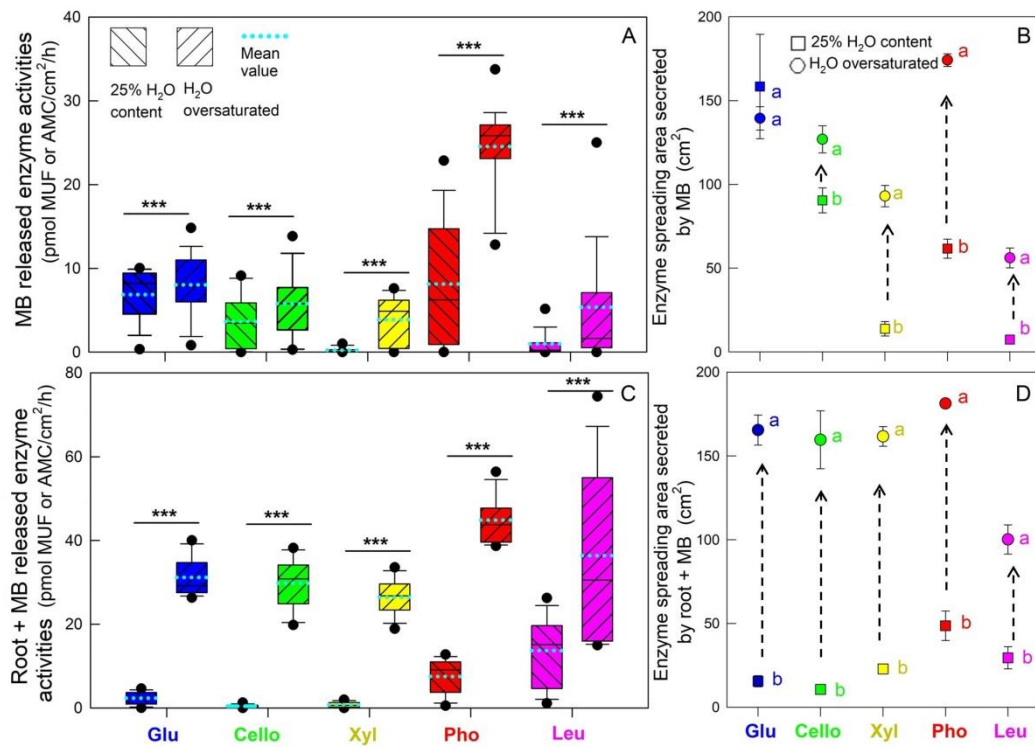 A
40
30
20
10
0
MB released enzyme activities
(pmol MUF or AMC/cm²/h)
25% H₂O
content
H₂O
oversaturated
Mean
value
***
***
***
***
***
B
200
150
100
50
0
Enzyme spreading area secreted
by MB (cm²)
25% H₂O content
H₂O oversaturated
a
a
a
b
a
b
a
b
a
b
C
80
60
40
20
0
Root + MB released enzyme
activities (pmol MUF or AMC/cm²/h)
***
***
***
***
***
Glu
Cello
Xyl
Pho
Leu
D
200
150
100
50
0
Enzyme spreading area secreted
by root + MB (cm²)
a
b
a
b
a
b
a
b
a
b
Glu
Cello
Xyl
Pho
Leu